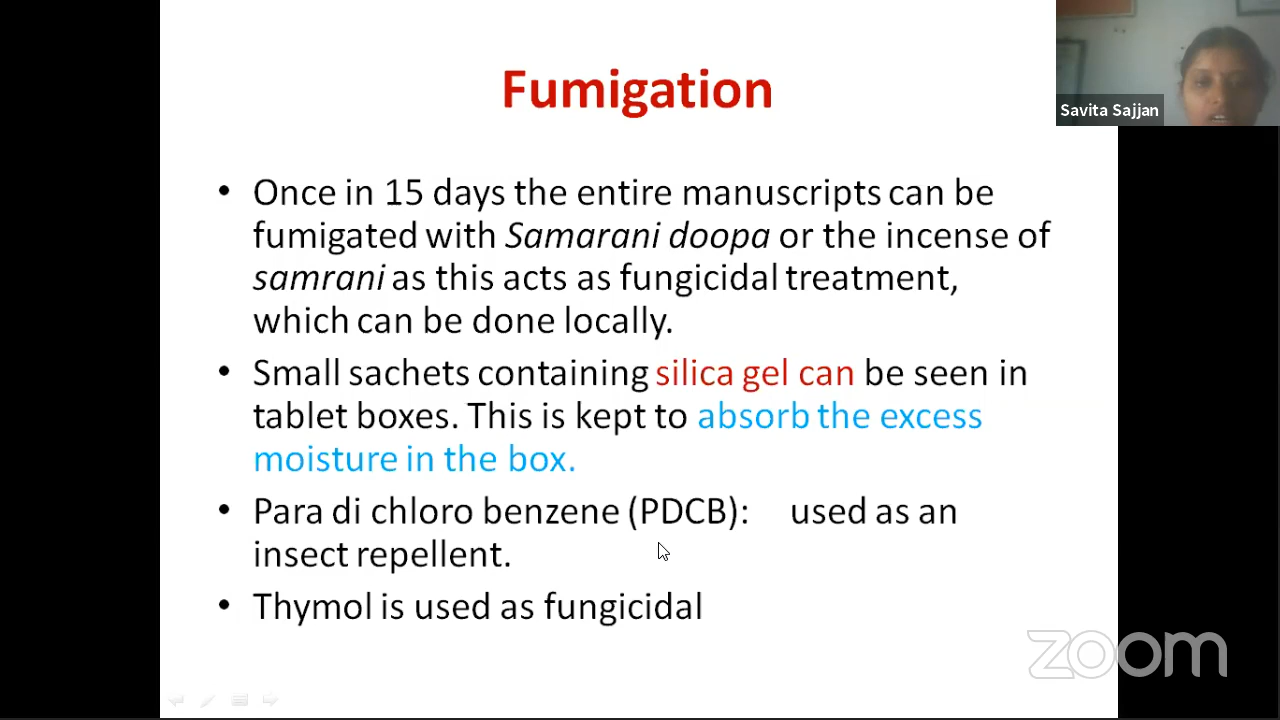 Fumigation
Savita Sajjan
• Once in 15 days the entire manuscripts can be
fumigated with Samarani doopa or the incense of
samrani as this acts as fungicidal treatment,
which can be done locally.
• Small sachets containing silica gel can be seen in
tablet boxes. This is kept to absorb the excess
moisture in the box.
• Para di chloro benzene (PDCB): used as an
insect repellent.
• Thymol is used as fungicidal
zoom